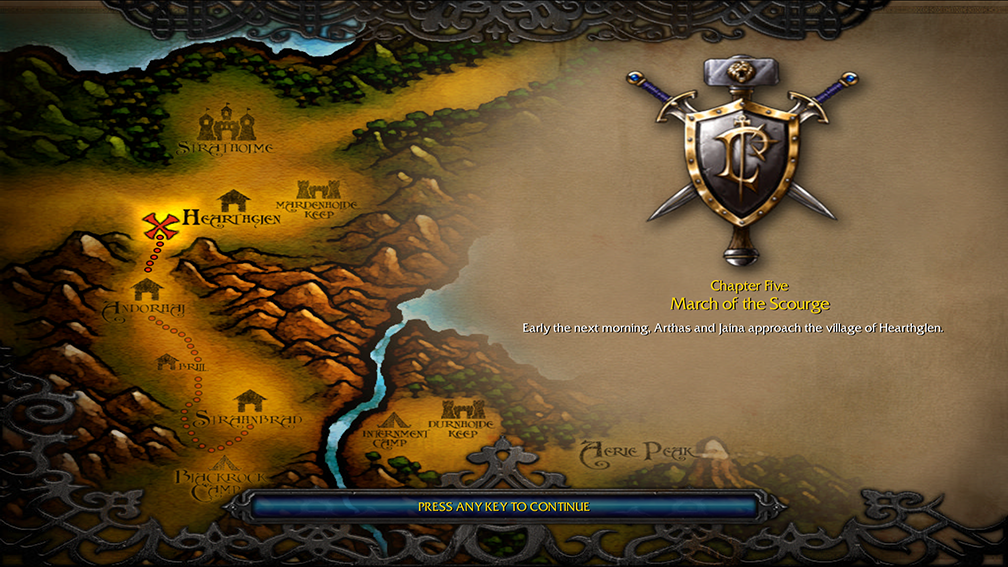 STRATHOLME
HEARTHGLEN
MARDENHOLDE
KEEP
ANDORHAL
BRILL
STRAHNBRAD
INTERNMENT
CAMP
DURNHOLDE
KEEP
BLACKROCK
CAMP
AERIE PEAK
Chapter Five
March of the Scourge
Early the next morning, Arthas and Jaina approach the village of Hearthglen.
PRESS ANY KEY TO CONTINUE